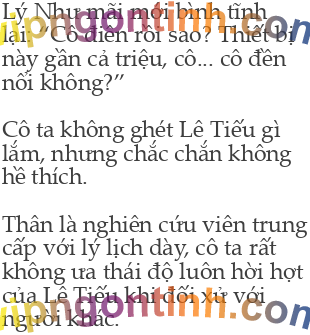 Lý Như mãi mới bình tĩnh
lại: “Cô điên rồi sao? Thiết bị
này gần cả triệu, cô... cô đền
nổi không?”
Cô ta không ghét Lê Tiếu gì
lắm, nhưng chắc chắn không
hề thích.
Thân là nghiên cứu viên trung
cấp với lý lịch dày, cô ta rất
không ưa thái độ luôn hời hợt
của Lê Tiếu khi đối xử với
người khác.
vipngontinh.com
vipngontinh.com